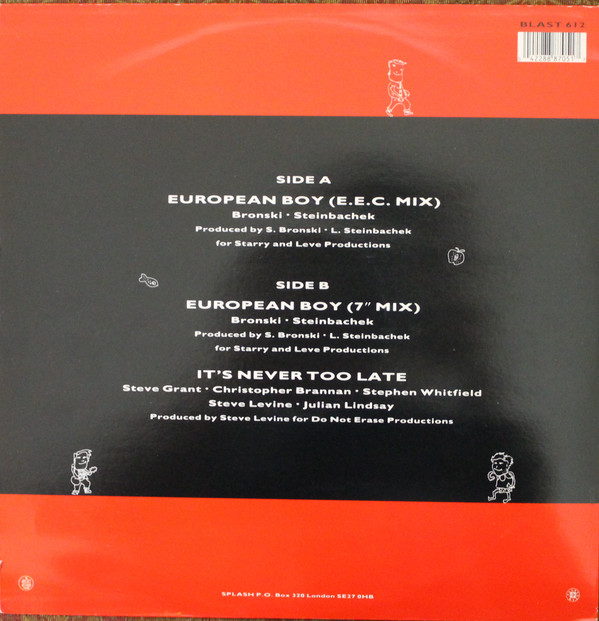 BLAST 612
SIDE A
EUROPEAN BOY (E.E.C. MIX)
Bronski · Steinbachek
Produced by S. Bronski · L. Steinbachek
for Starry and Leve Productions
SIDE B
EUROPEAN BOY (7″ MIX)
Bronski · Steinbachek
Produced by S. Bronski · L. Steinbachek
for Starry and Leve Productions
IT'S NEVER TOO LATE
Steve Grant · Christopher Brannan · Stephen Whitfield
Steve Levine · Julian Lindsay
Produced by Steve Levine for Do Not Erase Productions
SPLASH P.O. Box 320 London SE27 0HB